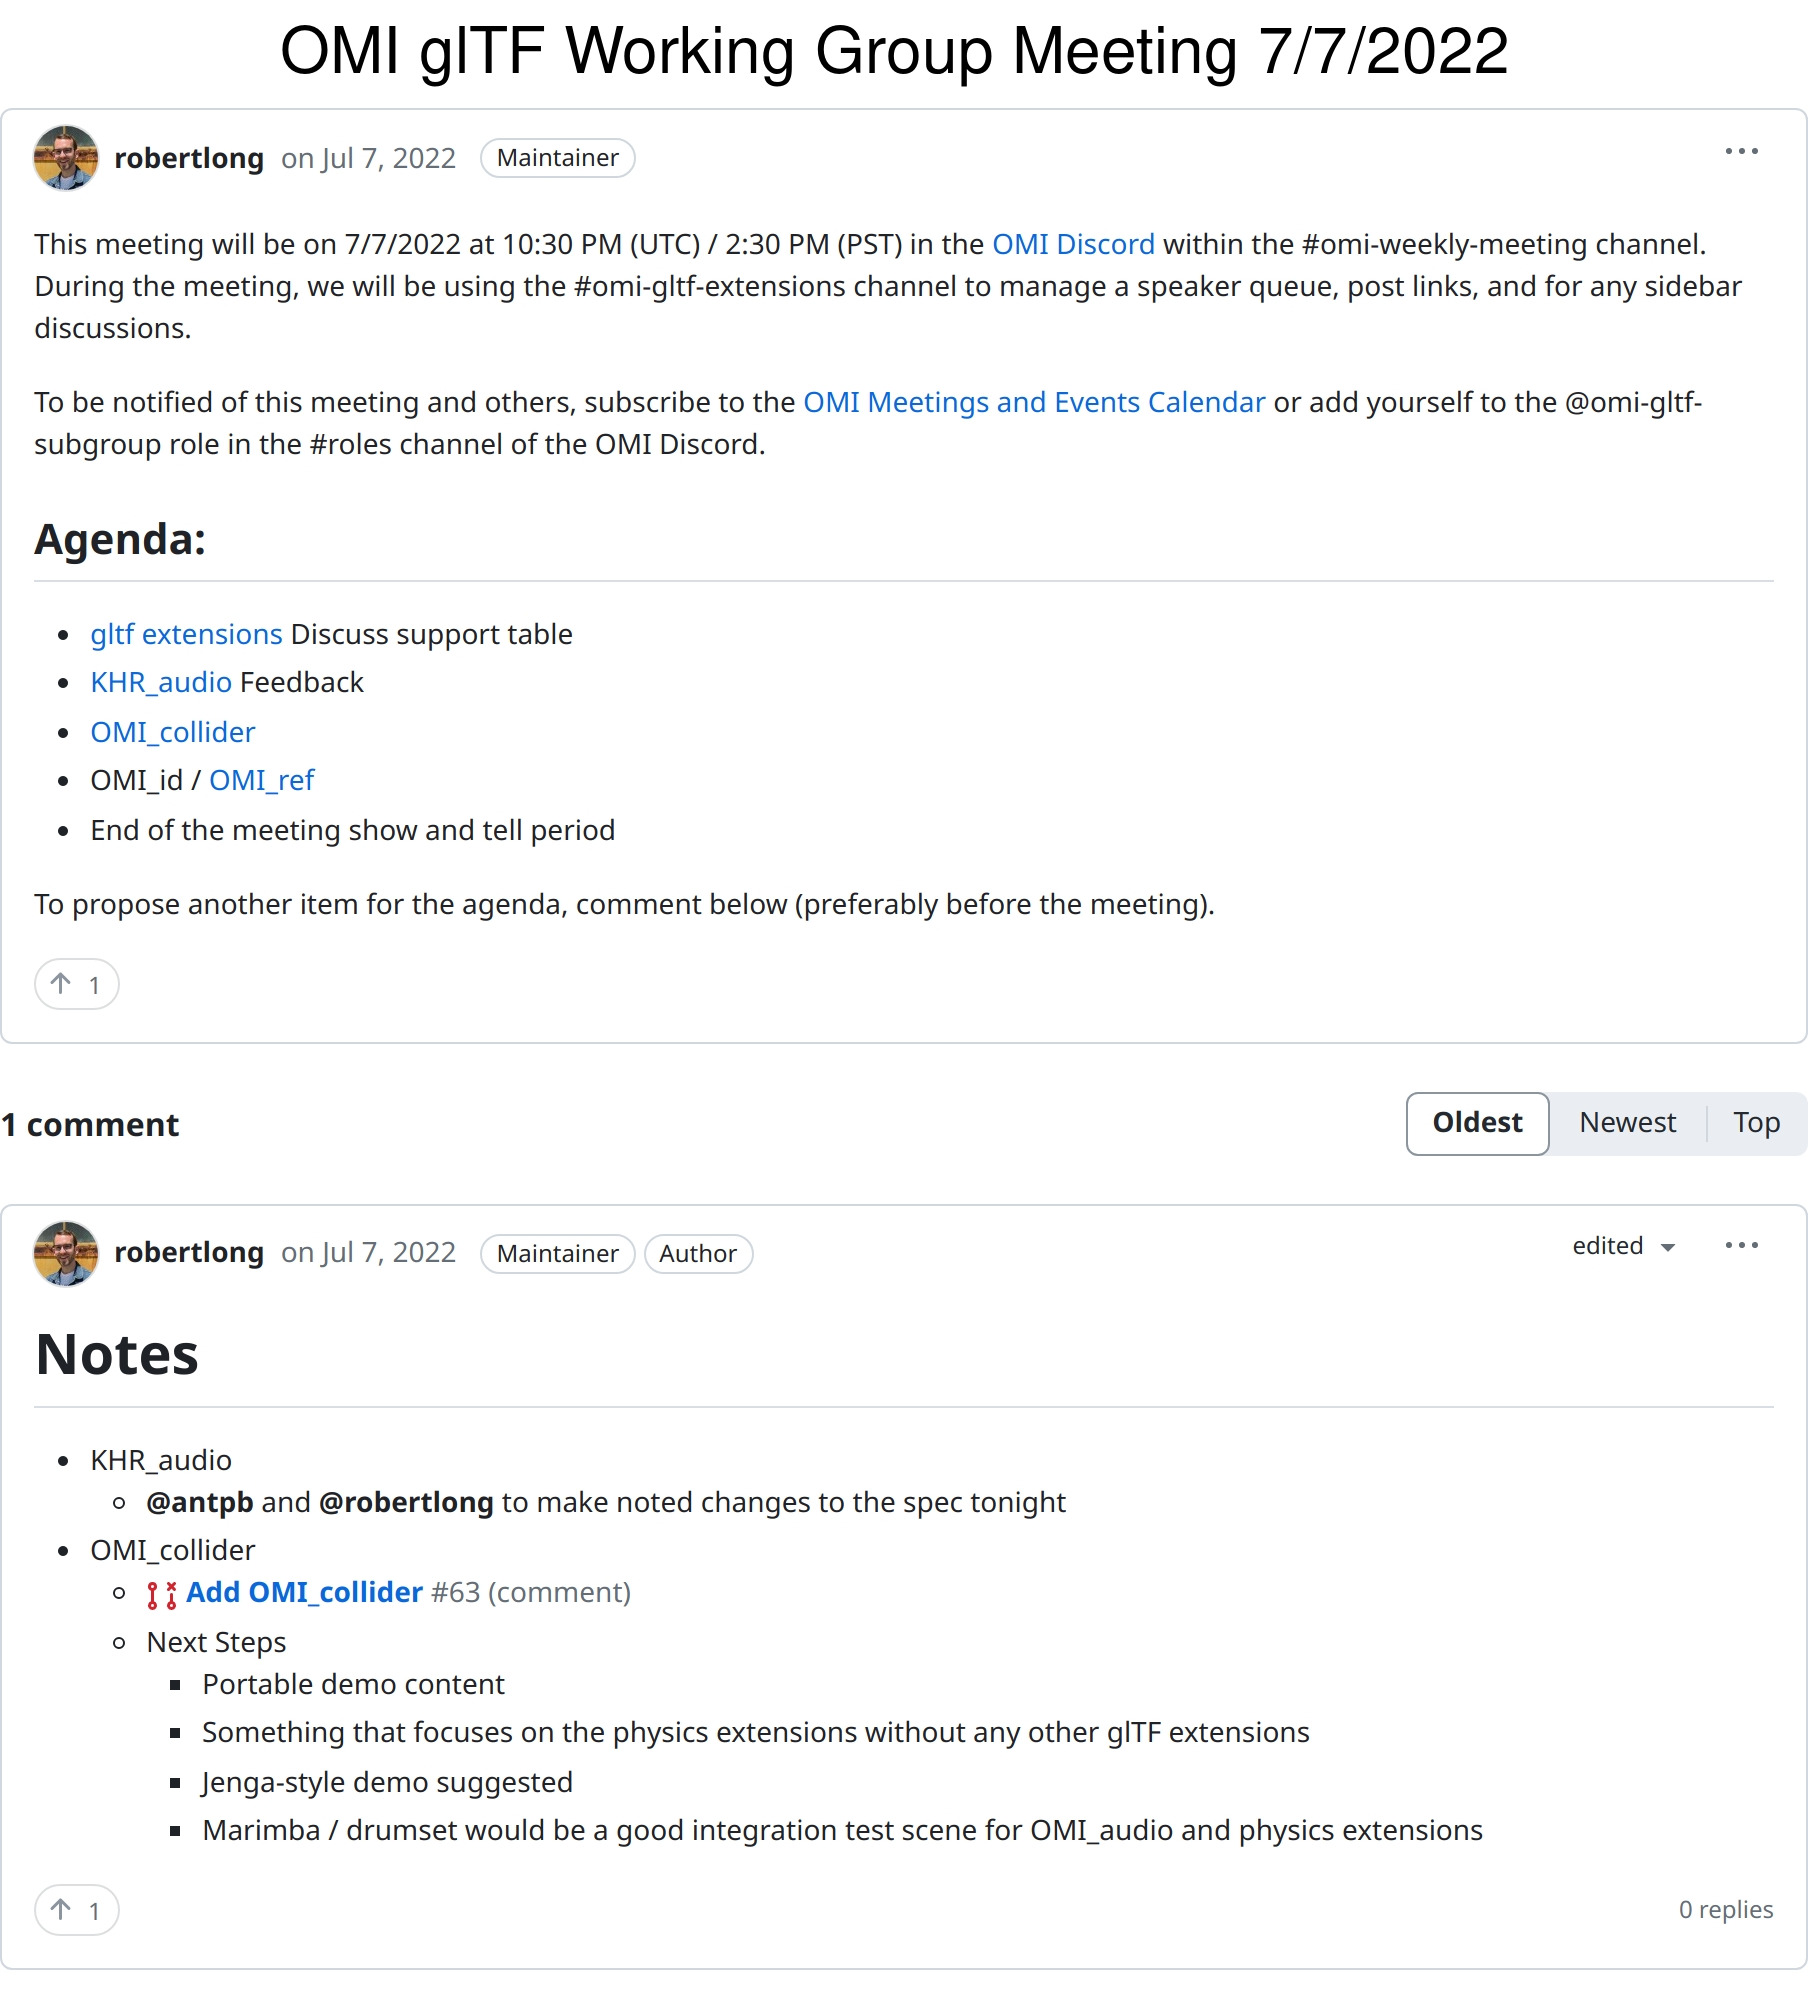 OMI glTF Working Group Meeting 7/7/2022
robertlong on Jul 7, 2022 Maintainer
This meeting will be on 7/7/2022 at 10:30 PM (UTC) / 2:30 PM (PST) in the OMI Discord within the #omi-weekly-meeting channel.
During the meeting, we will be using the #omi-gltf-extensions channel to manage a speaker queue, post links, and for any sidebar
discussions.
To be notified of this meeting and others, subscribe to the OMI Meetings and Events Calendar or add yourself to the @omi-gltf-
subgroup role in the #roles channel of the OMI Discord.
Agenda:
gltf extensions Discuss support table
KHR_audio Feedback
OMI_collider
OMI_id / OMI_ref
End of the meeting show and tell period
To propose another item for the agenda, comment below (preferably before the meeting).
1
1 comment
Oldest Newest Top
robertlong on Jul 7, 2022 Maintainer Author edited
Notes
KHR_audio
@antpb and @robertlong to make noted changes to the spec tonight
OMI_collider
Add OMI_collider #63 (comment)
Next Steps
Portable demo content
Something that focuses on the physics extensions without any other glTF extensions
Jenga-style demo suggested
Marimba / drumset would be a good integration test scene for OMI_audio and physics extensions
1
0 replies